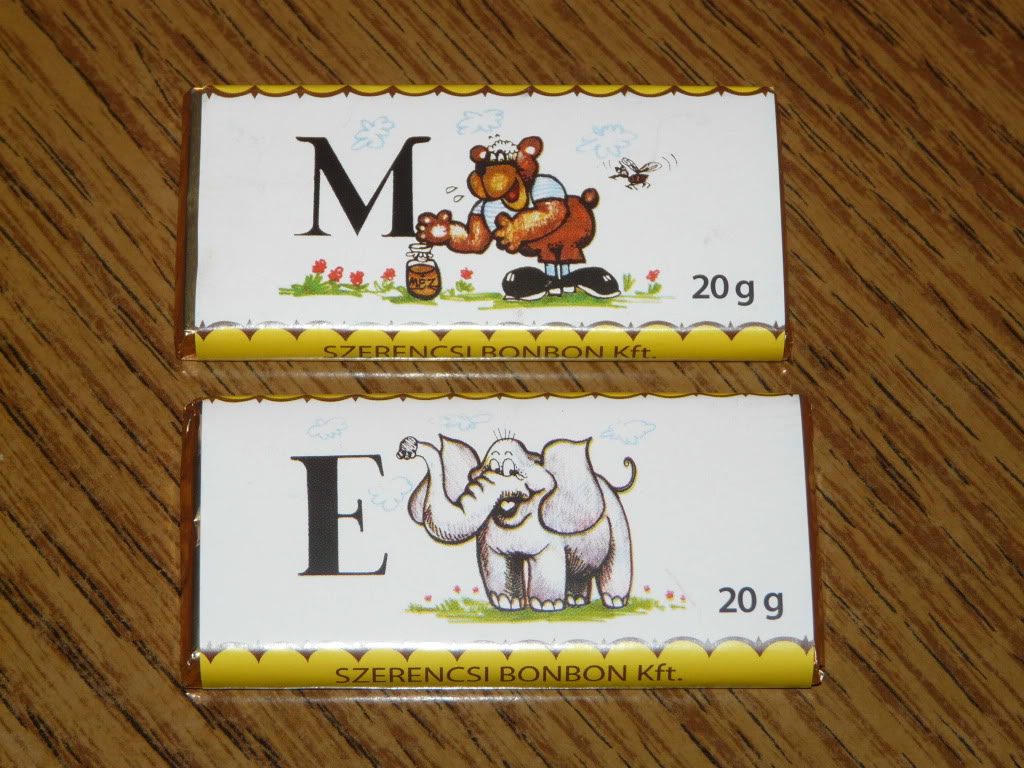 M
MÉZ
20 g
SZERENCSI BONBON Kft.
E
20 g
SZERENCSI BONBON Kft.